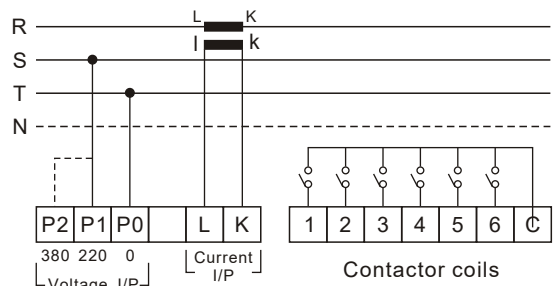 L K
R
l k
S
T
N
P2 P1 P0 L K 1 2 3 4 5 6 C
380 220 0 Current
I/P
Voltage I/P
Contactor coils